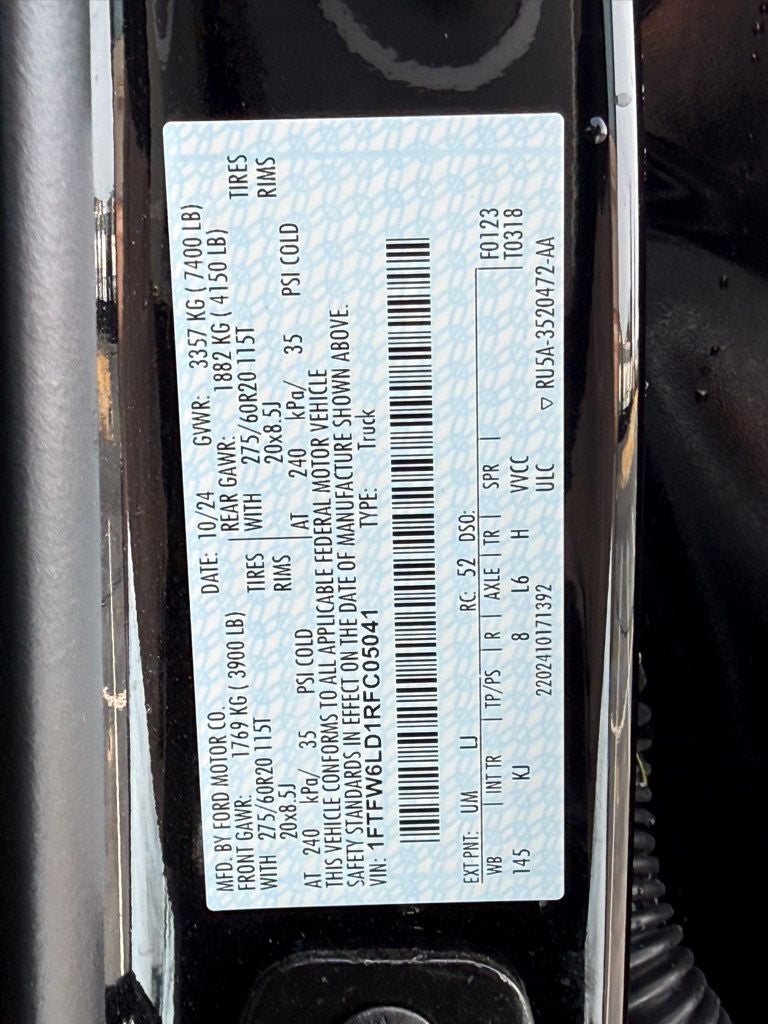 MFD. BY FORD MOTOR CO.
DATE: 10/24 GVWR: 3357 KG ( 7400 LB)
FRONT GAWR: 1769 KG ( 3900 LB)
REAR GAWR: 1882 KG ( 4150 LB)
WITH 275/60R20 115T TIRES
WITH 275/60R20 115T TIRES
20x8.5J RIMS
20x8.5J RIMS
AT 240 kPa/ 35 PSI COLD
AT 240 kPa/ 35 PSI COLD
THIS VEHICLE CONFORMS TO ALL APPLICABLE FEDERAL MOTOR VEHICLE
SAFETY STANDARDS IN EFFECT ON THE DATE OF MANUFACTURE SHOWN ABOVE.
VIN: 1FTFW6LD1RFC05041 TYPE: Truck
EXT PNT: UM LJ RC: 52 DSO: F0123
WB INT TR TP/PS R AXLE TR SPR T0318
145 KJ 8 L6 H VVCC
2202410171392 ULC ▽ RU5A-3520472-AA